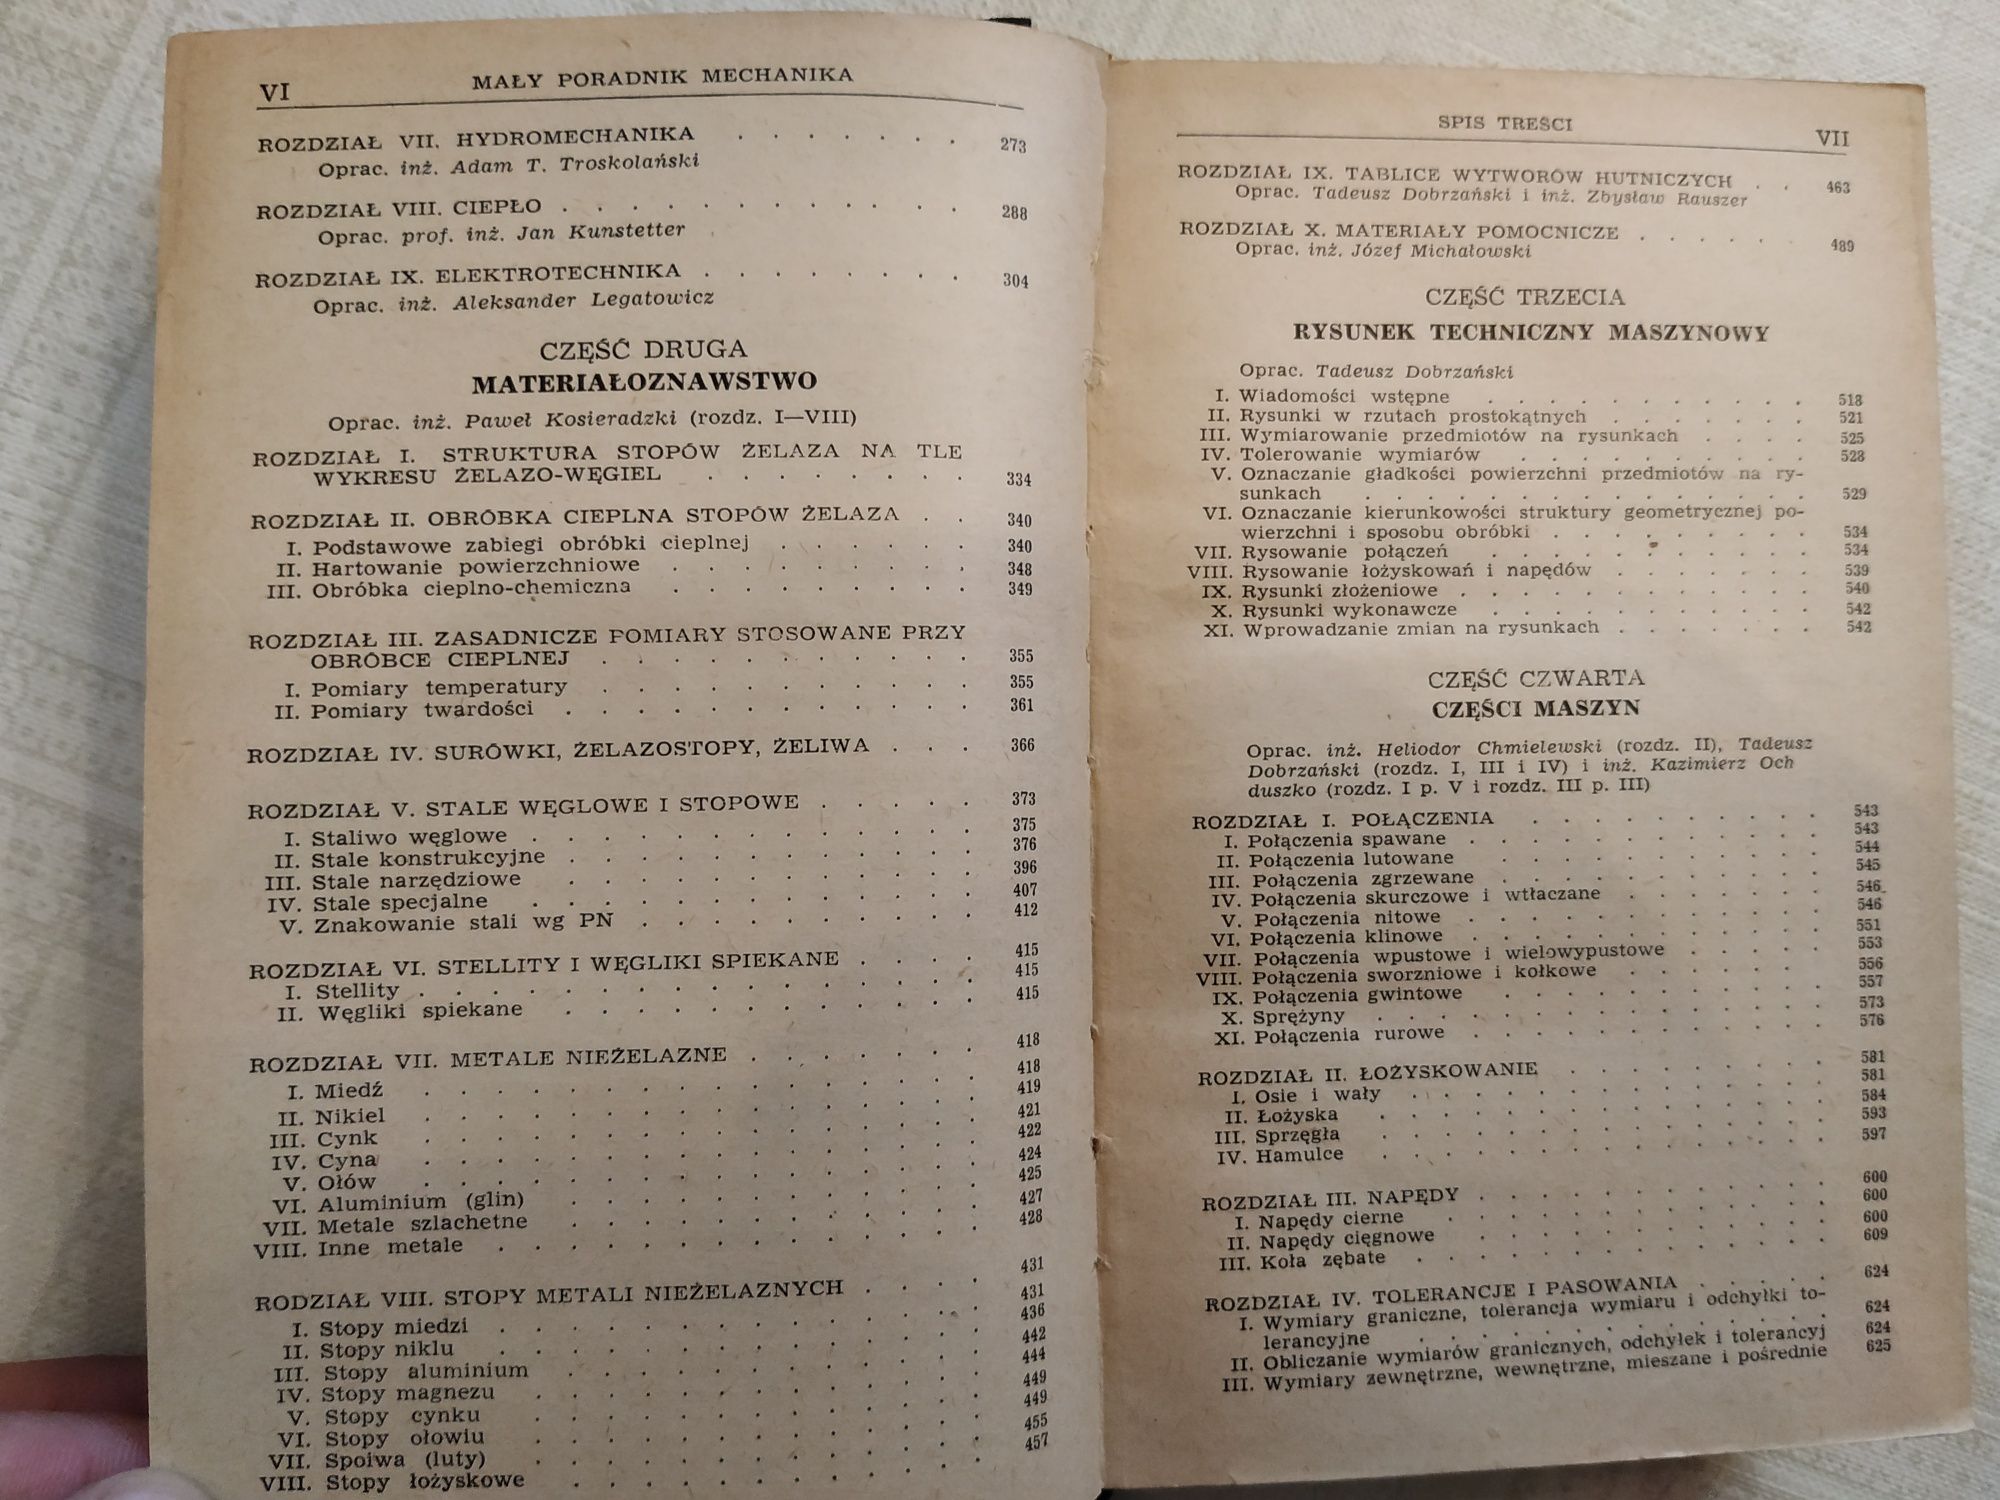 VI MAŁY PORADNIK MECHANIKA
ROZDZIAŁ VII. HYDROMECHANIKA . . . . . . . 273
Oprac. inż. Adam T. Troskolański
ROZDZIAŁ VIII. CIEPŁO . . . . . . . . . . . 288
Oprac. prof. inż. Jan Kunstetter
ROZDZIAŁ IX. ELEKTROTECHNIKA . . . . . . . . 304
Oprac. inż. Aleksander Legatowicz
CZĘŚĆ DRUGA
MATERIAŁOZNAWSTWO
Oprac. inż. Paweł Kosieradzki (rozdz. I—VIII)
ROZDZIAŁ I. STRUKTURA STOPÓW ŻELAZA NA TLE
WYKRESU ŻELAZO-WĘGIEL . . . . . . . . 334
ROZDZIAŁ II. OBRÓBKA CIEPLNA STOPÓW ŻELAZA . . 340
I. Podstawowe zabiegi obróbki cieplnej . . . . . . 340
II. Hartowanie powierzchniowe . . . . . . . . . 348
III. Obróbka cieplno-chemiczna . . . . . . . . . 349
ROZDZIAŁ III. ZASADNICZE POMIARY STOSOWANE PRZY
OBRÓBCE CIEPLNEJ . . . . . . . . . . . 355
I. Pomiary temperatury . . . . . . . . . . . 355
II. Pomiary twardości . . . . . . . . . . . . 361
ROZDZIAŁ IV. SURÓWKI, ŻELAZOSTOPY, ŻELIWA . . . 366
ROZDZIAŁ V. STALE WĘGLOWE I STOPOWE . . . . . 373
I. Staliwo węglowe . . . . . . . . . . . . . 375
II. Stale konstrukcyjne . . . . . . . . . . . . 376
III. Stale narzędziowe . . . . . . . . . . . . 396
IV. Stale specjalne . . . . . . . . . . . . . 407
V. Znakowanie stali wg PN . . . . . . . . . . 412
ROZDZIAŁ VI. STELLITY I WĘGLIKI SPIEKANE . . . . 415
I. Stellity . . . . . . . . . . . . . . . . 415
II. Węgliki spiekane . . . . . . . . . . . . 415
ROZDZIAŁ VII. METALE NIEŻELAZNE . . . . . . . 418
I. Miedź . . . . . . . . . . . . . . . 418
II. Nikiel . . . . . . . . . . . . . . . 419
III. Cynk . . . . . . . . . . . . . . . 421
IV. Cyna . . . . . . . . . . . . . . . 422
V. Ołów . . . . . . . . . . . . . . . 424
VI. Aluminium (glin) . . . . . . . . . . . . 425
VII. Metale szlachetne . . . . . . . . . . . . 427
VIII. Inne metale . . . . . . . . . . . . . 428
RODZIAŁ VIII. STOPY METALI NIEŻELAZNYCH . . . . 431
I. Stopy miedzi . . . . . . . . . . . . . . 431
II. Stopy niklu . . . . . . . . . . . . . . 436
III. Stopy aluminium . . . . . . . . . . . . 442
IV. Stopy magnezu . . . . . . . . . . . . . 444
V. Stopy cynku . . . . . . . . . . . . . 449
VI. Stopy ołowiu . . . . . . . . . . . . . 449
VII. Spoiwa (luty) . . . . . . . . . . . . . 455
VIII. Stopy łożyskowe . . . . . . . . . . . . 457
SPIS TREŚCI VII
ROZDZIAŁ IX. TABLICE WYTWORÓW HUTNICZYCH . . 463
Oprac. Tadeusz Dobrzański i inż. Zbysław Rauszer
ROZDZIAŁ X. MATERIAŁY POMOCNICZE . . . . . 489
Oprac. inż. Józef Michałowski
CZĘŚĆ TRZECIA
RYSUNEK TECHNICZNY MASZYNOWY
Oprac. Tadeusz Dobrzański
I. Wiadomości wstępne . . . . . . . . . . . 518
II. Rysunki w rzutach prostokątnych . . . . . . . 521
III. Wymiarowanie przedmiotów na rysunkach . . . . 525
IV. Tolerowanie wymiarów . . . . . . . . . . 528
V. Oznaczanie gładkości powierzchni przedmiotów na ry-
sunkach . . . . . . . . . . . . . . . 529
VI. Oznaczanie kierunkowości struktury geometrycznej po-
wierzchni i sposobu obróbki . . . . . . . . . 534
VII. Rysowanie połączeń . . . . . . . . . . . 534
VIII. Rysowanie łożyskowań i napędów . . . . . . . 539
IX. Rysunki złożeniowe . . . . . . . . . . . . 540
X. Rysunki wykonawcze . . . . . . . . . . . 542
XI. Wprowadzanie zmian na rysunkach . . . . . . . 542
CZĘŚĆ CZWARTA
CZĘŚCI MASZYN
Oprac. inż. Heliodor Chmielewski (rozdz. II), Tadeusz
Dobrzański (rozdz. I, III i IV) i inż. Kazimierz Och
duszko (rozdz. I p. V i rozdz. III p. III)
ROZDZIAŁ I. POŁĄCZENIA . . . . . . . . . . 543
I. Połączenia spawane . . . . . . . . . . . . 543
II. Połączenia lutowane . . . . . . . . . . . 544
III. Połączenia zgrzewane . . . . . . . . . . . 545
IV. Połączenia skurczowe i wtłaczane . . . . . . . 546
V. Połączenia nitowe . . . . . . . . . . . . 546
VI. Połączenia klinowe . . . . . . . . . . . . 551
VII. Połączenia wpustowe i wielowypustowe . . . . 553
VIII. Połączenia sworzniowe i kołkowe . . . . . . . 556
IX. Połączenia gwintowe . . . . . . . . . . . 557
X. Sprężyny . . . . . . . . . . . . . . . 573
XI. Połączenia rurowe . . . . . . . . . . . . 576
ROZDZIAŁ II. ŁOŻYSKOWANIE . . . . . . . . . 581
I. Osie i wały . . . . . . . . . . . . . . 581
II. Łożyska . . . . . . . . . . . . . . . 584
III. Sprzęgła . . . . . . . . . . . . . . . 593
IV. Hamulce . . . . . . . . . . . . . . . 597
ROZDZIAŁ III. NAPĘDY . . . . . . . . . . . . 600
I. Napędy cierne . . . . . . . . . . . . . 600
II. Napędy cięgnowe . . . . . . . . . . . . 600
III. Koła zębate . . . . . . . . . . . . . 609
ROZDZIAŁ IV. TOLERANCJE I PASOWANIA . . . . . 624
I. Wymiary graniczne, tolerancja wymiaru i odchyłki to-
lerancyjne . . . . . . . . . . . . . . 624
II. Obliczanie wymiarów granicznych, odchyłek i tolerancyj 624
III. Wymiary zewnętrzne, wewnętrzne, mieszane i pośrednie 625